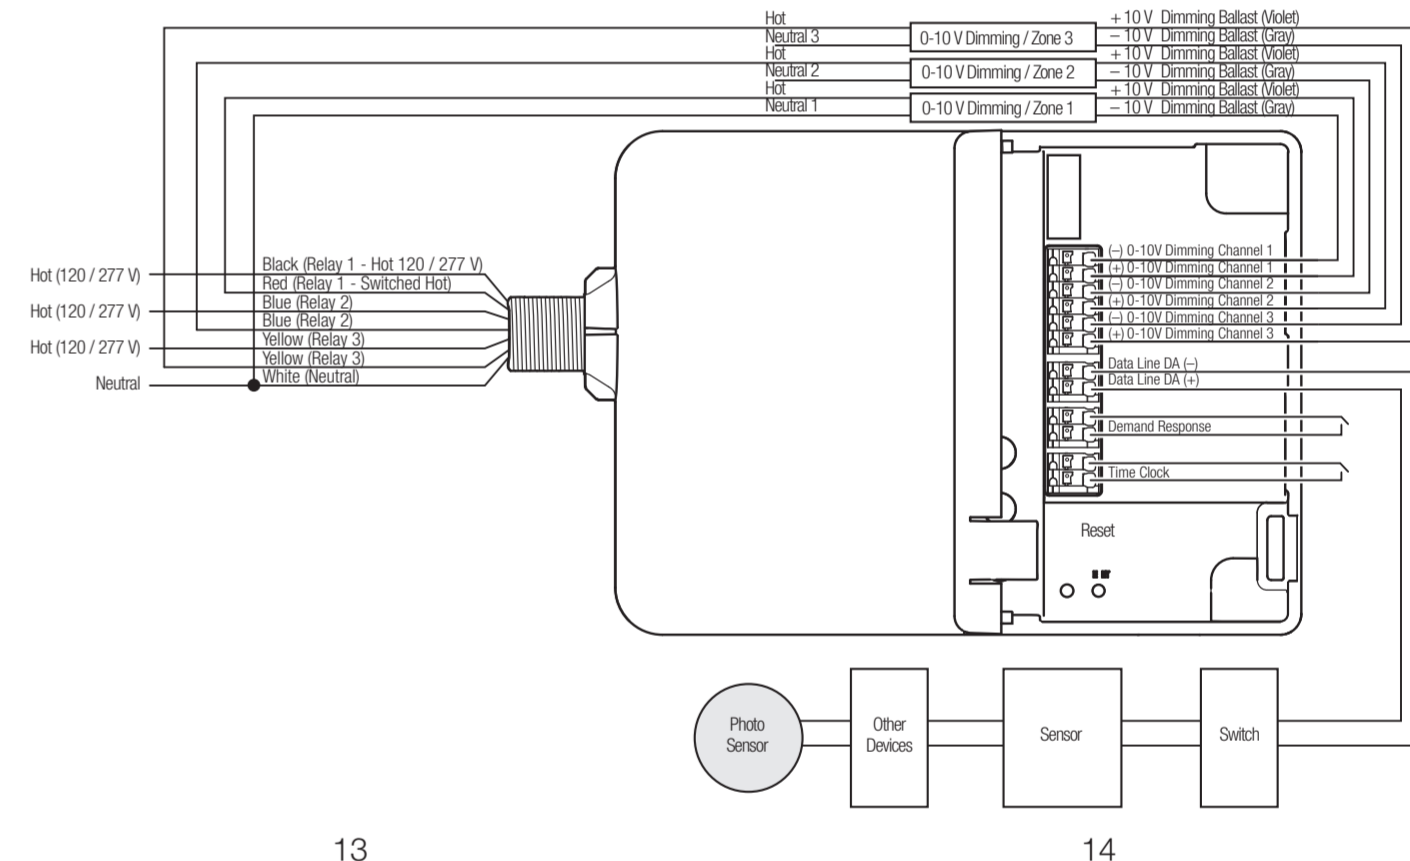 Hot
Neutral 3
0-10 V Dimming / Zone 3
+ 10 V Dimming Ballast (Violet)
– 10 V Dimming Ballast (Gray)
Hot
Neutral 2
0-10 V Dimming / Zone 2
+ 10 V Dimming Ballast (Violet)
– 10 V Dimming Ballast (Gray)
Hot
Neutral 1
0-10 V Dimming / Zone 1
+ 10 V Dimming Ballast (Violet)
– 10 V Dimming Ballast (Gray)
Hot (120 / 277 V)
Hot (120 / 277 V)
Hot (120 / 277 V)
Neutral
Black (Relay 1 - Hot 120 / 277 V)
Red (Relay 1 - Switched Hot)
Blue (Relay 2)
Blue (Relay 2)
Yellow (Relay 3)
Yellow (Relay 3)
White (Neutral)
(–) 0-10V Dimming Channel 1
(+) 0-10V Dimming Channel 1
(–) 0-10V Dimming Channel 2
(+) 0-10V Dimming Channel 2
(–) 0-10V Dimming Channel 3
(+) 0-10V Dimming Channel 3
Data Line DA (–)
Data Line DA (+)
Demand Response
Time Clock
Reset
Photo
Sensor
Other
Devices
Sensor
Switch
13
14